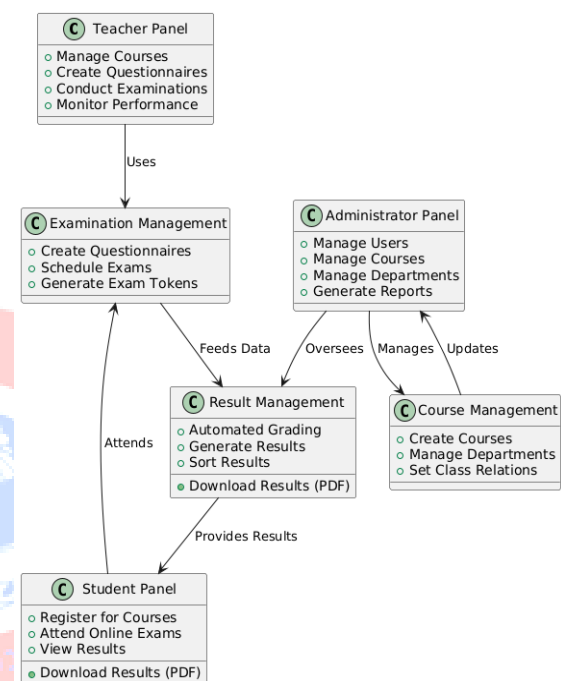 C Teacher Panel
Manage Courses
Create Questionnaires
Conduct Examinations
Monitor Performance
Uses
C Examination Management
Create Questionnaires
Schedule Exams
Generate Exam Tokens
C Administrator Panel
Manage Users
Manage Courses
Manage Departments
Generate Reports
Feeds Data
Oversees
Manages
Updates
C Result Management
Automated Grading
Generate Results
Sort Results
Download Results (PDF)
C Course Management
Create Courses
Manage Departments
Set Class Relations
Attends
Provides Results
C Student Panel
Register for Courses
Attend Online Exams
View Results
Download Results (PDF)